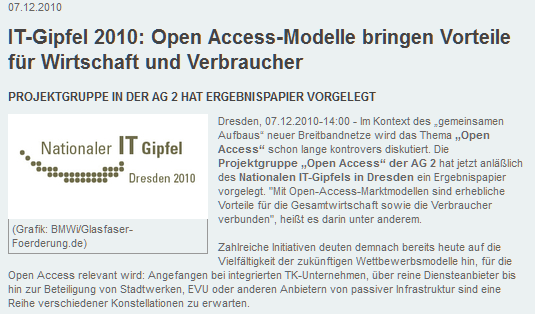 07.12.2010
IT-Gipfel 2010: Open Access-Modelle bringen Vorteile
für Wirtschaft und Verbraucher
PROJEKTGRUPPE IN DER AG 2 HAT ERGEBNISPAPIER VORGELEGT
Nationaler IT Gipfel
Dresden 2010
(Grafik: BMWi/Glasfaser-
Foerderung.de)
Dresden, 07.12.2010-14:00 - Im Kontext des „gemeinsamen
Aufbaus“ neuer Breitbandnetze wird das Thema „Open
Access“ schon lange kontrovers diskutiert. Die
Projektgruppe „Open Access“ der AG 2 hat jetzt anläßlich
des Nationalen IT-Gipfels in Dresden ein Ergebnispapier
vorgelegt. "Mit Open-Access-Marktmodellen sind erhebliche
Vorteile für die Gesamtwirtschaft sowie die Verbraucher
verbunden", heißt es darin unter anderem.
Zahlreiche Initiativen deuten demnach bereits heute auf die
Vielfältigkeit der zukünftigen Wettbewerbsmodelle hin, für die
Open Access relevant wird: Angefangen bei integrierten TK-Unternehmen, über reine Diensteanbieter bis
hin zur Beteiligung von Stadtwerken, EVU oder anderen Anbietern von passiver Infrastruktur sind eine
Reihe verschiedener Konstellationen zu erwarten.